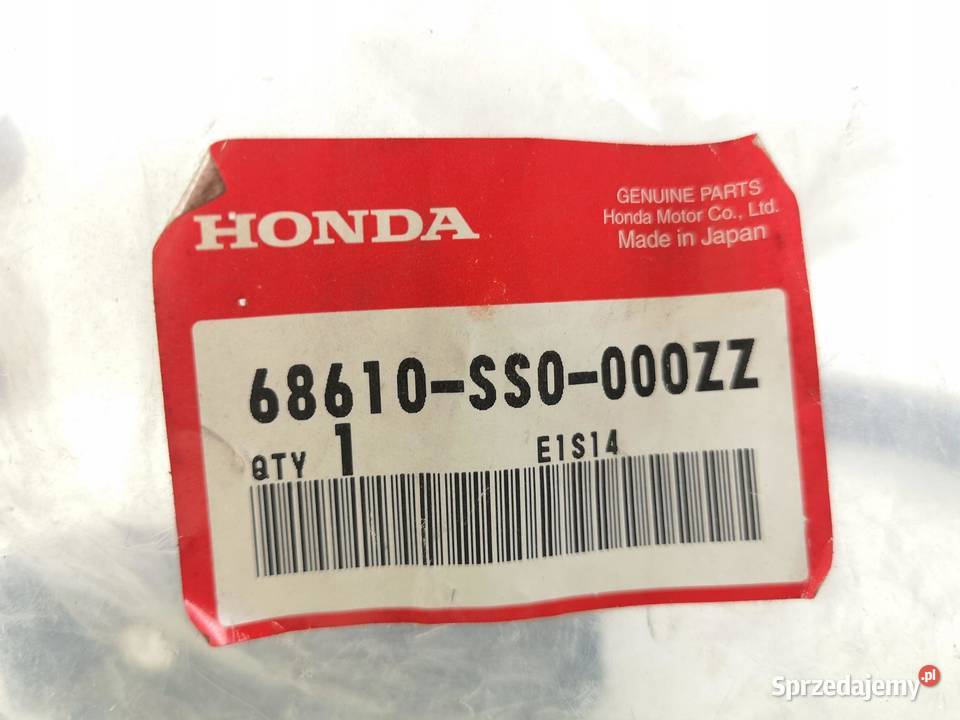 HONDA
GENUINE PARTS
Honda Motor Co., Ltd.
Made in Japan
68610-SS0-000ZZ
QTY 1 E1S14
Sprzedajemy.pl